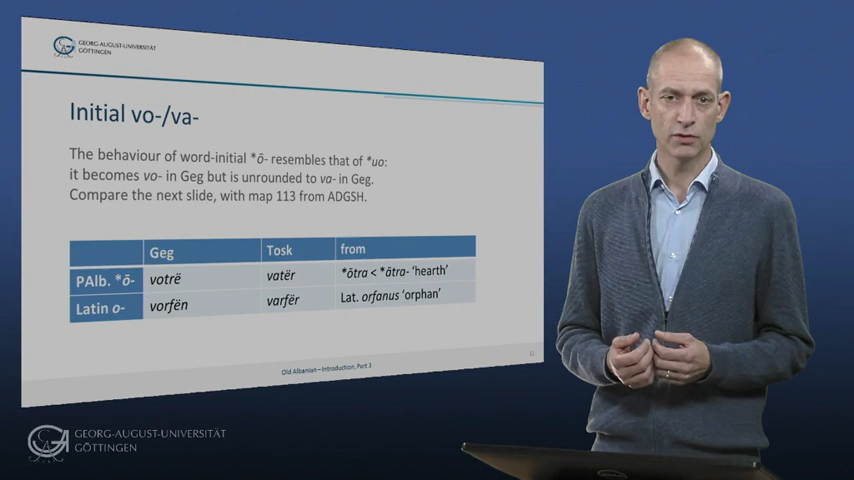 GEORG-AUGUST-UNIVERSITÄT
GÖTTINGEN
Initial vo-/va-
The behaviour of word-initial *ō- resembles that of *uo:
it becomes vo- in Geg but is unrounded to va- in Geg.
Compare the next slide, with map 113 from ADGSH.
Geg Tosk from
PAlb. *ō- votrë vatër *ōtra < *ātra- ‘hearth’
Latin o- vorfën varfër Lat. orfanus ‘orphan’
Old Albanian – Introduction, Part 3
GEORG-AUGUST-UNIVERSITÄT
GÖTTINGEN